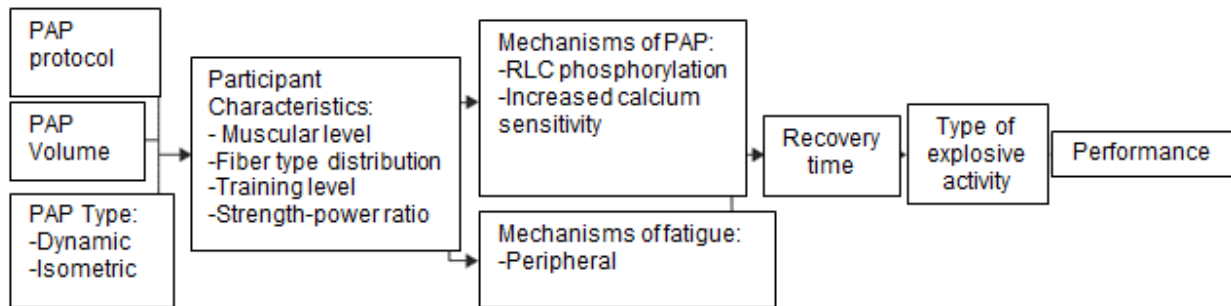 PAP
protocol
PAP
Volume
PAP Type:
-Dynamic
-Isometric
Participant
Characteristics:
- Muscular level
-Fiber type distribution
-Training level
-Strength-power ratio
Mechanisms of PAP:
-RLC phosphorylation
-Increased calcium
sensitivity
Mechanisms of fatigue:
-Peripheral
Recovery
time
Type of
explosive
activity
Performance